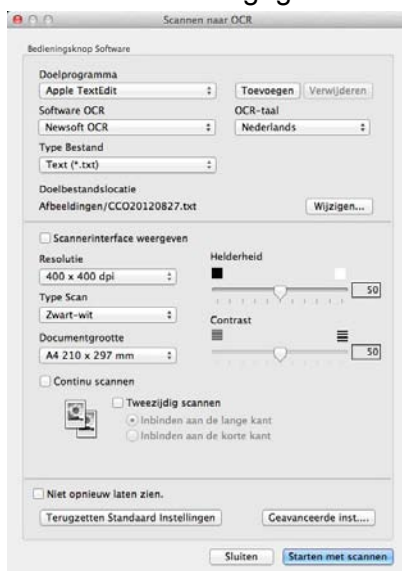 Scannen naar OCR
Bedieningsknop Software
Doelprogramma
Apple TextEdit
Toevoegen
Verwijderen
Software OCR
OCR-taal
Newsoft OCR
Nederlands
Type Bestand
Text (*.txt)
Doelbestandslocatie
Afbeeldingen/CCO20120827.txt
Wijzigen...
Scannerinterface weergeven
Resolutie
Helderheid
400 x 400 dpi
50
Type Scan
Zwart-wit
Contrast
Documentgrootte
A4 210 x 297 mm
50
Continu scannen
Tweezijdig scannen
Inbinden aan de lange kant
Inbinden aan de korte kant
Niet opnieuw laten zien.
Terugzetten Standaard Instellingen
Geavanceerde inst....
Sluiten
Starten met scannen